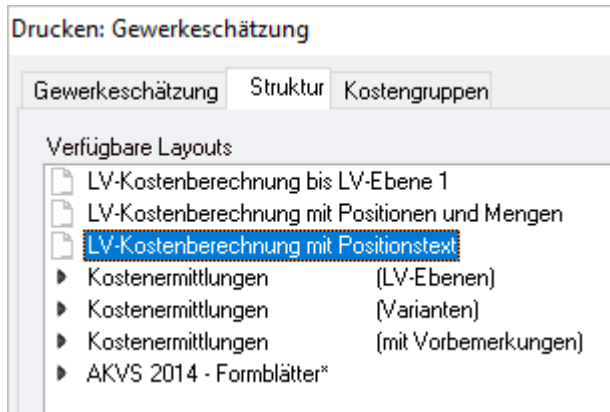 Drucken: Gewerkeschätzung
Gewerkeschätzung Struktur Kostengruppen
Verfügbare Layouts
LV-Kostenberechnung bis LV-Ebene 1
LV-Kostenberechnung mit Positionen und Mengen
LV-Kostenberechnung mit Positionstext
Kostenermittlungen (LV-Ebenen)
Kostenermittlungen (Varianten)
Kostenermittlungen (mit Vorbemerkungen)
AKVS 2014 - Formblätter*